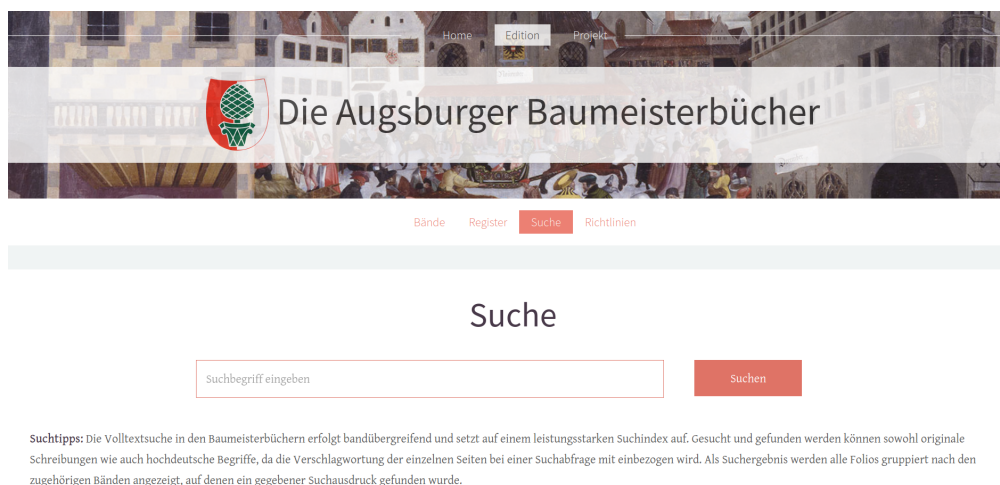 Home Edition Projekt
Die Augsburger Baumeisterbücher
Bände Register Suche Richtlinien
Suche
Suchbegriff eingeben Suchen
Suchtipps: Die Volltextsuche in den Baumeisterbüchern erfolgt bandübergreifend und setzt auf einem leistungsstarken Suchindex auf. Gesucht und gefunden werden können sowohl originale
Schreibungen wie auch hochdeutsche Begriffe, da die Verschlagwortung der einzelnen Seiten bei einer Suchabfrage mit einbezogen wird. Als Suchergebnis werden alle Folios gruppiert nach den
zugehörigen Bänden angezeigt, auf denen ein gegebener Suchausdruck gefunden wurde.